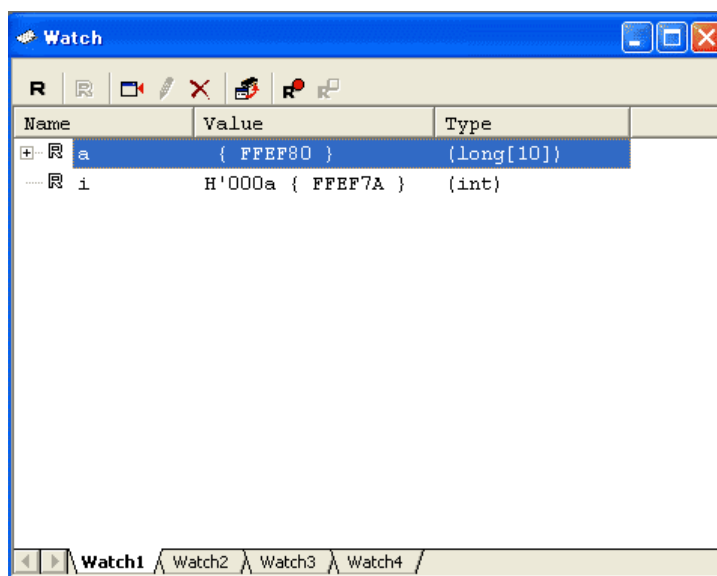 Watch
R R R R
Name Value Type
R a { FFEF80 } (long[10])
R i H'000a { FFEF7A } (int)
Watch1 Watch2 Watch3 Watch4